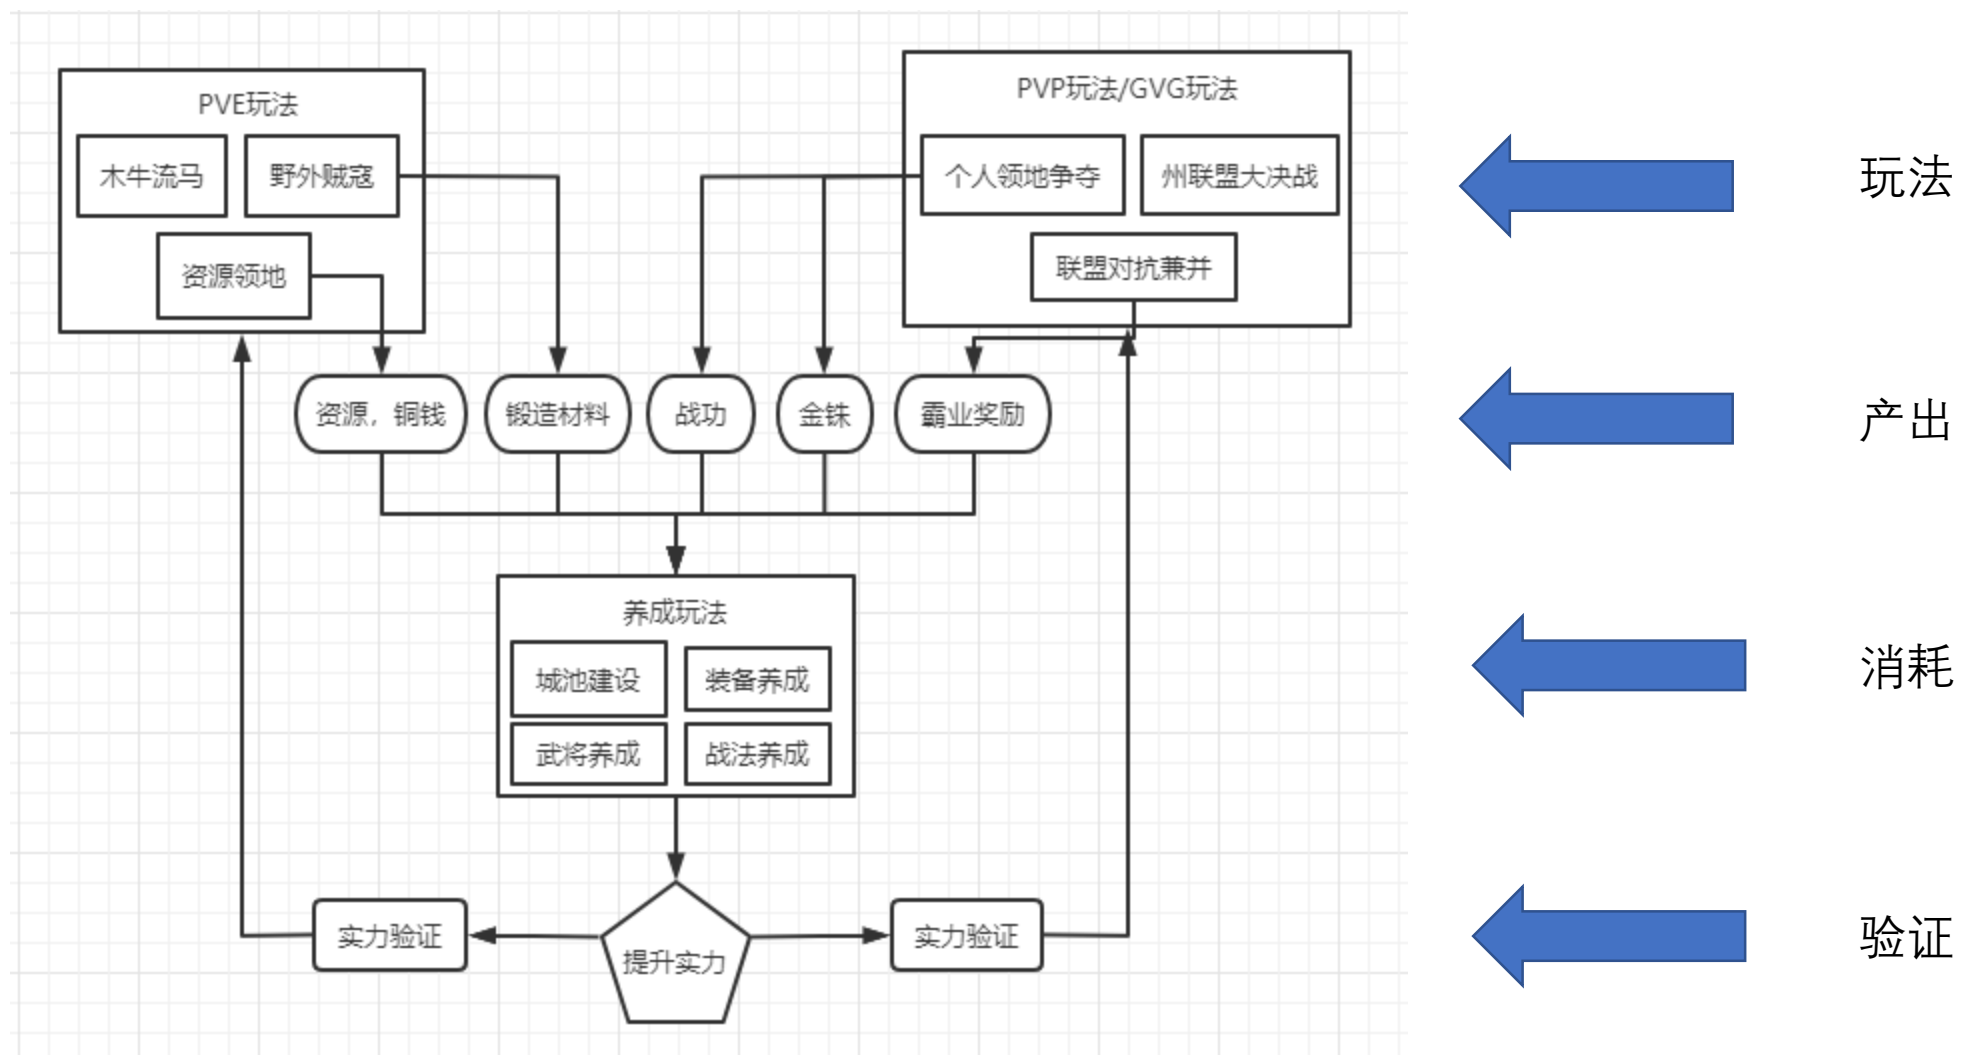 PVE玩法
木牛流马
野外贼寇
资源领地
PVP玩法/GVG玩法
个人领地争夺
州联盟大决战
联盟对抗兼并
玩法
资源，铜钱
锻造材料
战功
金铢
霸业奖励
产出
养成玩法
城池建设
装备养成
武将养成
战法养成
消耗
实力验证
提升实力
实力验证
验证